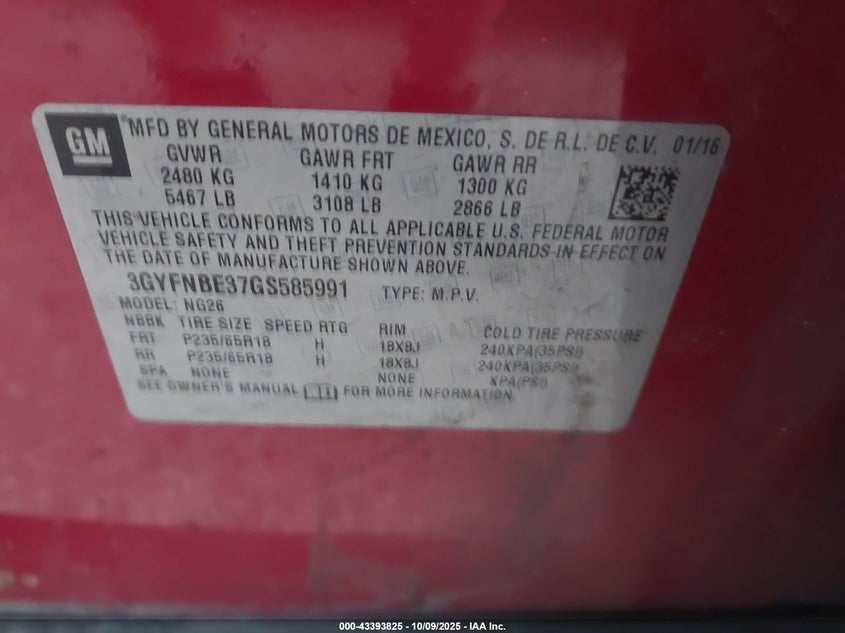 GM
MFD BY GENERAL MOTORS DE MEXICO, S. DE R.L. DE C.V. 01/16
GVWR GAWR FRT GAWR RR
2480 KG 1410 KG 1300 KG
5467 LB 3108 LB 2866 LB
THIS VEHICLE CONFORMS TO ALL APPLICABLE U.S. FEDERAL MOTOR
VEHICLE SAFETY AND THEFT PREVENTION STANDARDS IN EFFECT ON
THE DATE OF MANUFACTURE SHOWN ABOVE.
3GYFNBE37GS585991 TYPE: M.P.V.
MODEL: NG26
NBBK TIRE SIZE SPEED RTG RIM COLD TIRE PRESSURE
FRT P235/65R18 H 18X8J 240KPA(35PSI)
RR P235/65R18 H 18X8J 240KPA(35PSI)
SPA NONE NONE KPA(PSI)
SEE OWNER'S MANUAL FOR MORE INFORMATION
000-43393825 - 10/09/2025 - IAA Inc.